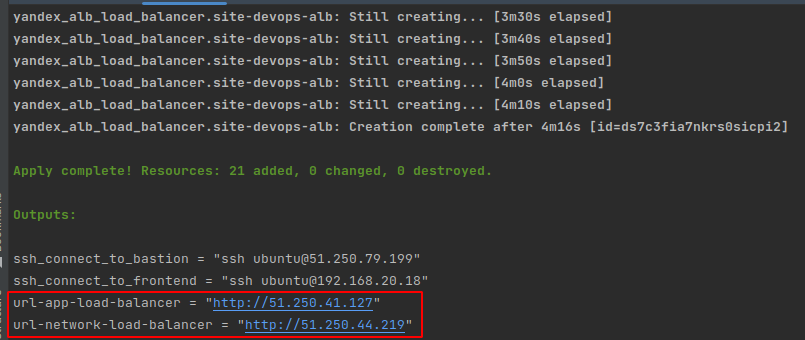 yandex_alb_load_balancer.site-devops-alb: Still creating... [3m30s elapsed]
yandex_alb_load_balancer.site-devops-alb: Still creating... [3m40s elapsed]
yandex_alb_load_balancer.site-devops-alb: Still creating... [3m50s elapsed]
yandex_alb_load_balancer.site-devops-alb: Still creating... [4m0s elapsed]
yandex_alb_load_balancer.site-devops-alb: Still creating... [4m10s elapsed]
yandex_alb_load_balancer.site-devops-alb: Creation complete after 4m16s [id=ds7c3fia7nkrs0sicpi2]
Apply complete! Resources: 21 added, 0 changed, 0 destroyed.
Outputs:
ssh_connect_to_bastion = "ssh ubuntu@51.250.79.199"
ssh_connect_to_frontend = "ssh ubuntu@192.168.20.18"
url-app-load-balancer = "http://51.250.41.127"
url-network-load-balancer = "http://51.250.44.219"